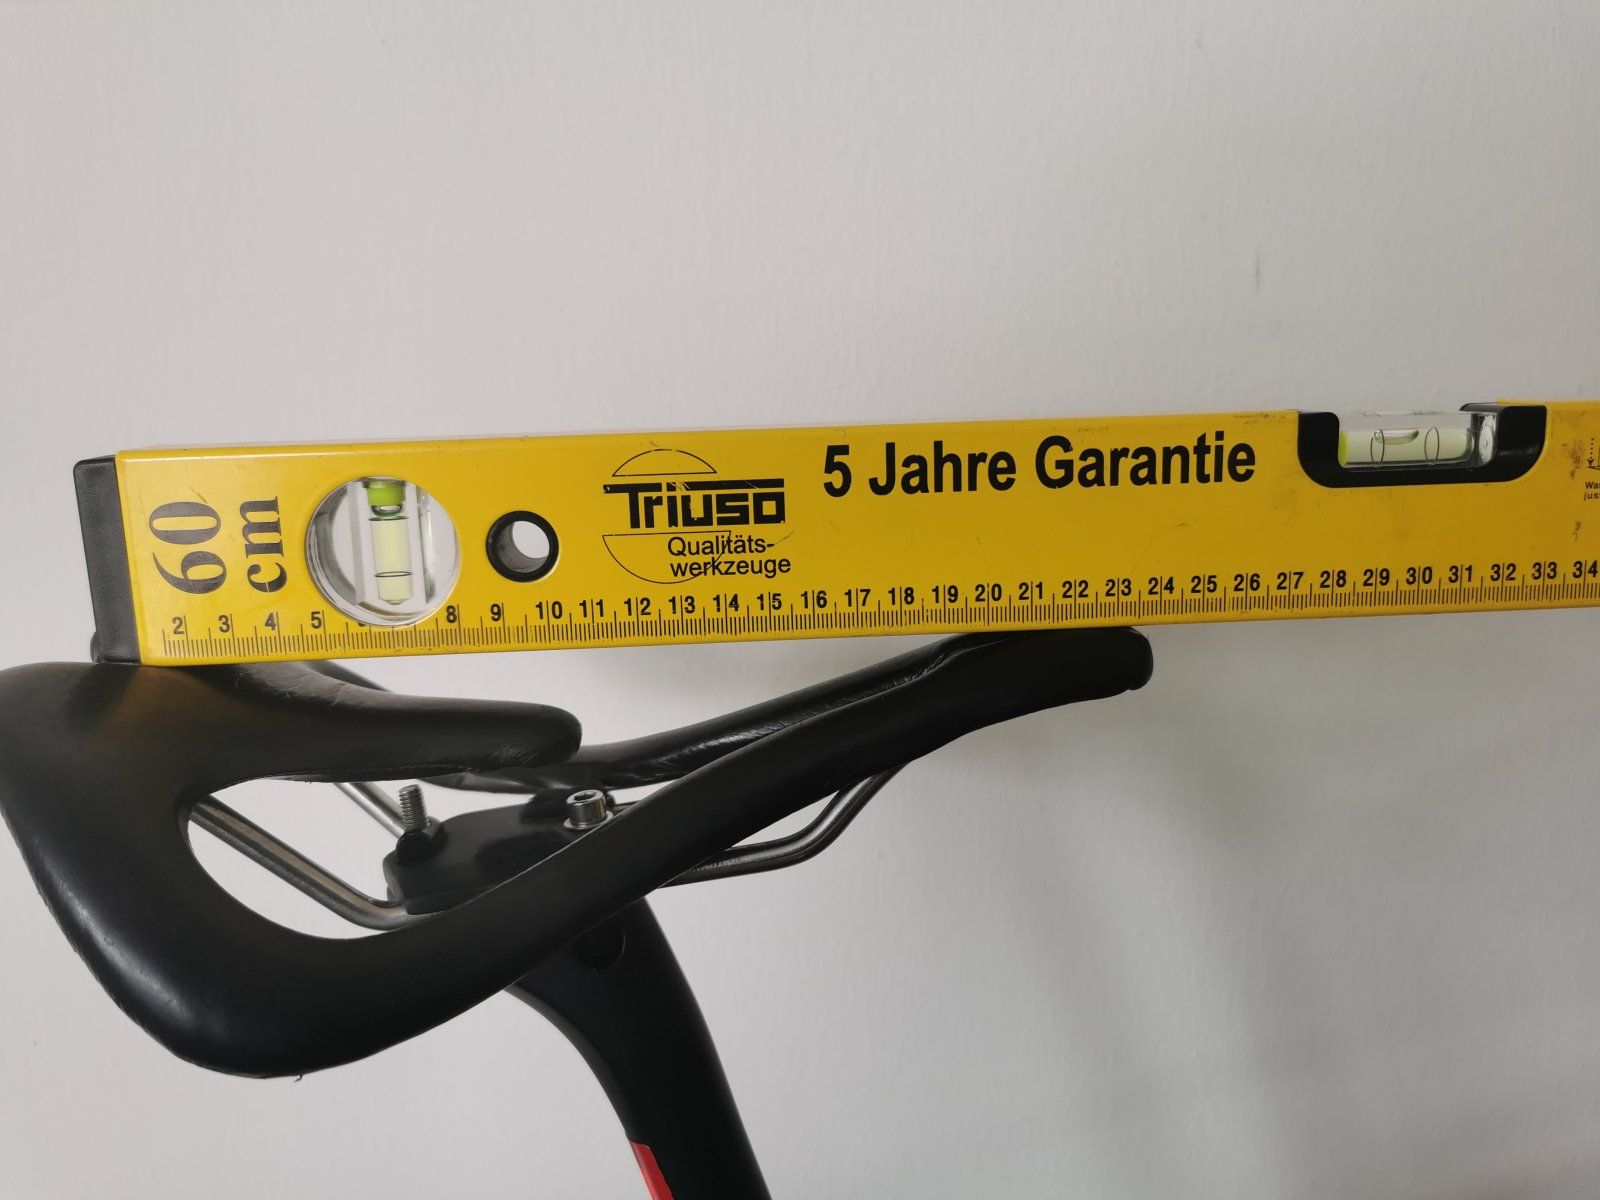 60
cm
Triuso
Qualitäts-
werkzeuge
5 Jahre Garantie
2 3 4 5 8 9 10 11 12 13 14 15 16 17 18 19 20 21 22 23 24 25 26 27 28 29 30 31 32 33 34